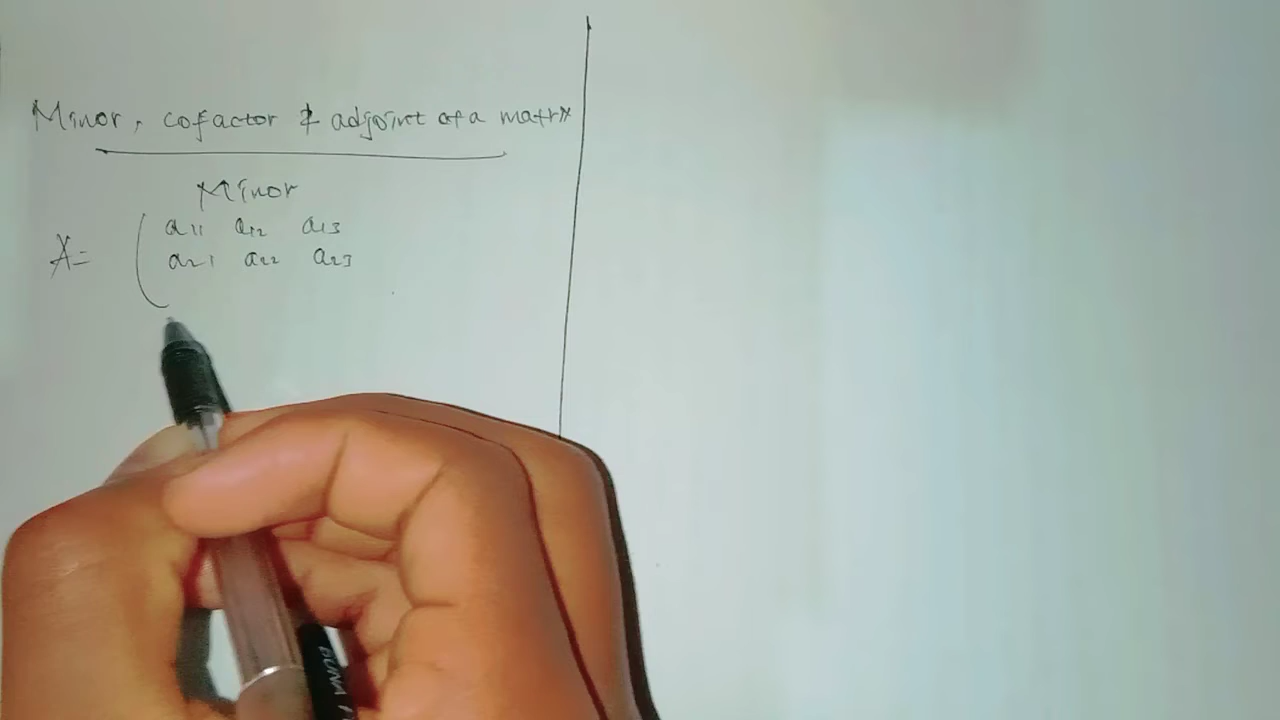 Minor, cofactor & adjoint of a matrix
Minor
A = ( a11 a12 a13
a21 a22 a23